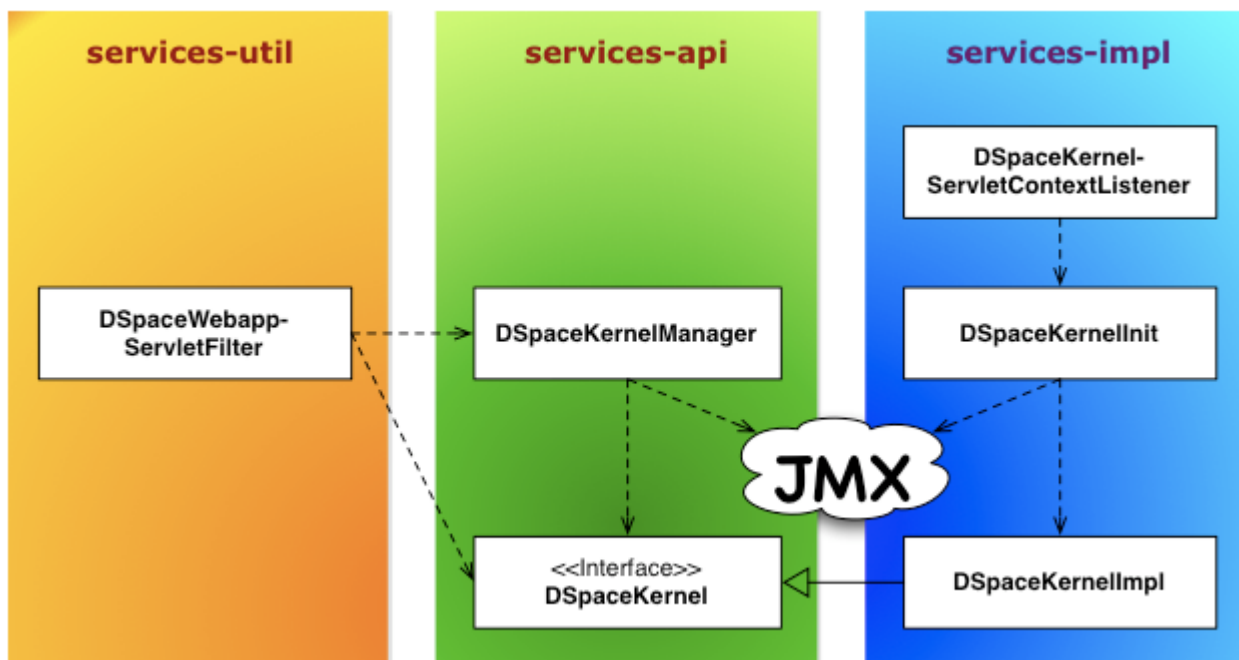 services-util
services-api
services-impl
DSpaceKernel-
ServletContextListener
DSpaceWebapp-
ServletFilter
DSpaceKernelManager
DSpaceKernelInit
JMX
<<Interface>>
DSpaceKernel
DSpaceKernelImpl